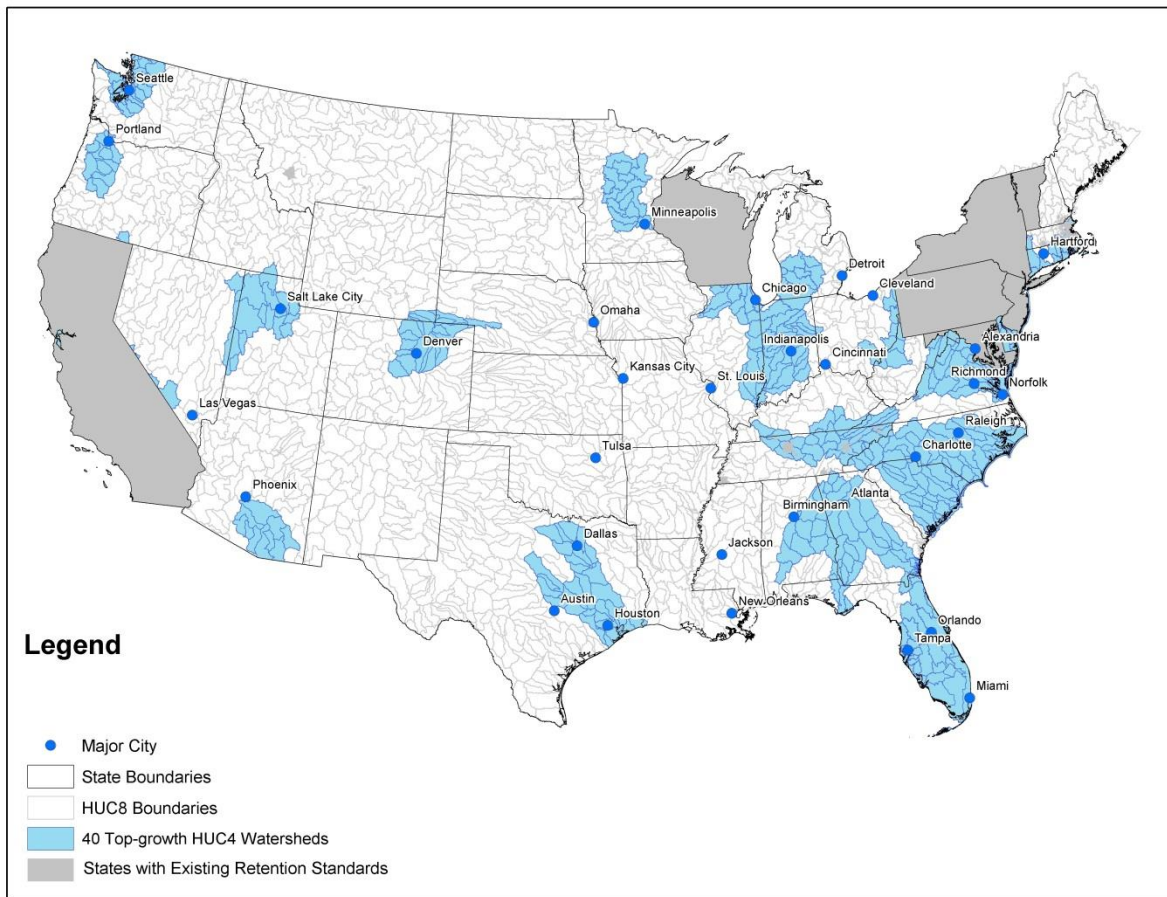 Seattle
Portland
Minneapolis
Hartford
Detroit
Cleveland
Chicago
Salt Lake City
Omaha
Alexandria
Denver
Indianapolis
Cincinnati
Kansas City
St. Louis
Richmond
Norfolk
Las Vegas
Raleigh
Tulsa
Charlotte
Phoenix
Atlanta
Birmingham
Dallas
Jackson
Austin
New Orleans
Houston
Orlando
Tampa
Miami
Legend
Major City
State Boundaries
HUC8 Boundaries
40 Top-growth HUC4 Watersheds
States with Existing Retention Standards